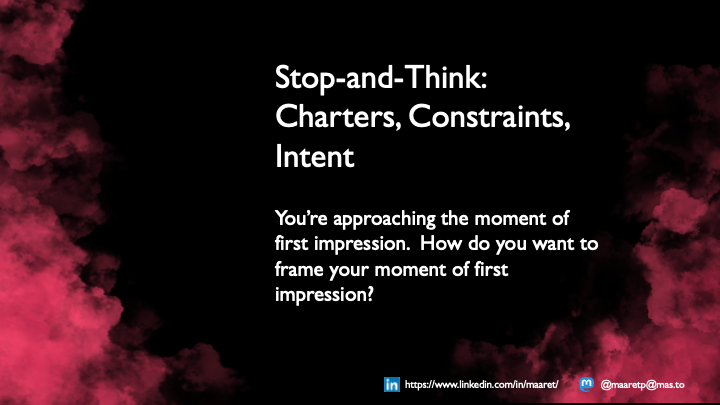 Stop-and-Think:
Charters, Constraints,
Intent
You’re approaching the moment of
first impression.  How do you want to
frame your moment of first
impression?
https://www.linkedin.com/in/maaret/
@maaretp@mas.to